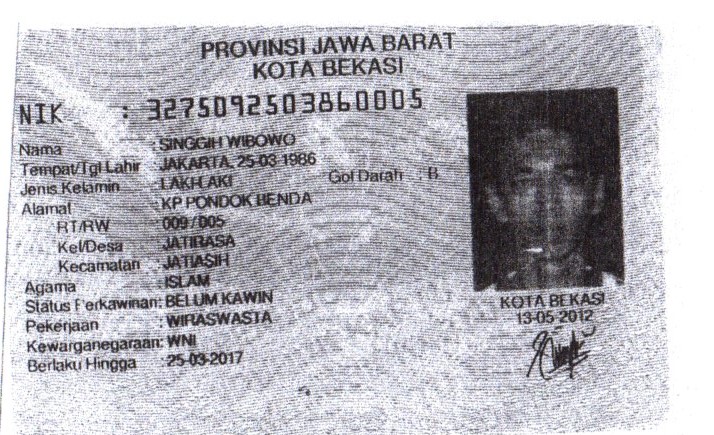 PROVINSI JAWA BARAT
KOTA BEKASI
NIK : 3275092503860005
Nama : SINGGIH WIBOWO
Tempat/Tgl Lahir : JAKARTA, 25-03-1986
Jenis Kelamin : LAKI-LAKI Gol Darah : B
Alamat : KP PONDOK BENDA
RT/RW : 009 / 005
Kel/Desa : JATIRASA
Kecamatan : JATIASIH
Agama : ISLAM
Status Perkawinan: BELUM KAWIN
Pekerjaan : WIRASWASTA
Kewarganegaraan: WNI
Berlaku Hingga : 25-03-2017
KOTA BEKASI
13-05-2012